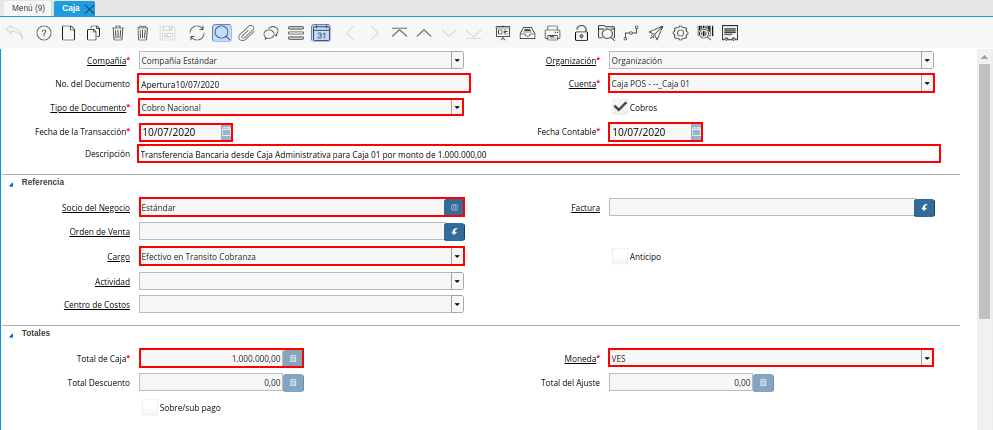 Menú (9) Caja
31
Compañía* Compañía Estándar Organización* Organización
No. del Documento Apertura10/07/2020 Cuenta* Caja POS - --_Caja 01
Tipo de Documento* Cobro Nacional Cobros
Fecha de la Transacción* 10/07/2020 Fecha Contable* 10/07/2020
Descripción Transferencia Bancaria desde Caja Administrativa para Caja 01 por monto de 1.000.000,00
Referencia
Socio del Negocio Estándar Factura
Orden de Venta
Cargo Efectivo en Transito Cobranza Anticipo
Actividad
Centro de Costos
Totales
Total de Caja* 1.000.000,00 Moneda* VES
Total Descuento 0,00 Total del Ajuste 0,00
Sobre/sub pago